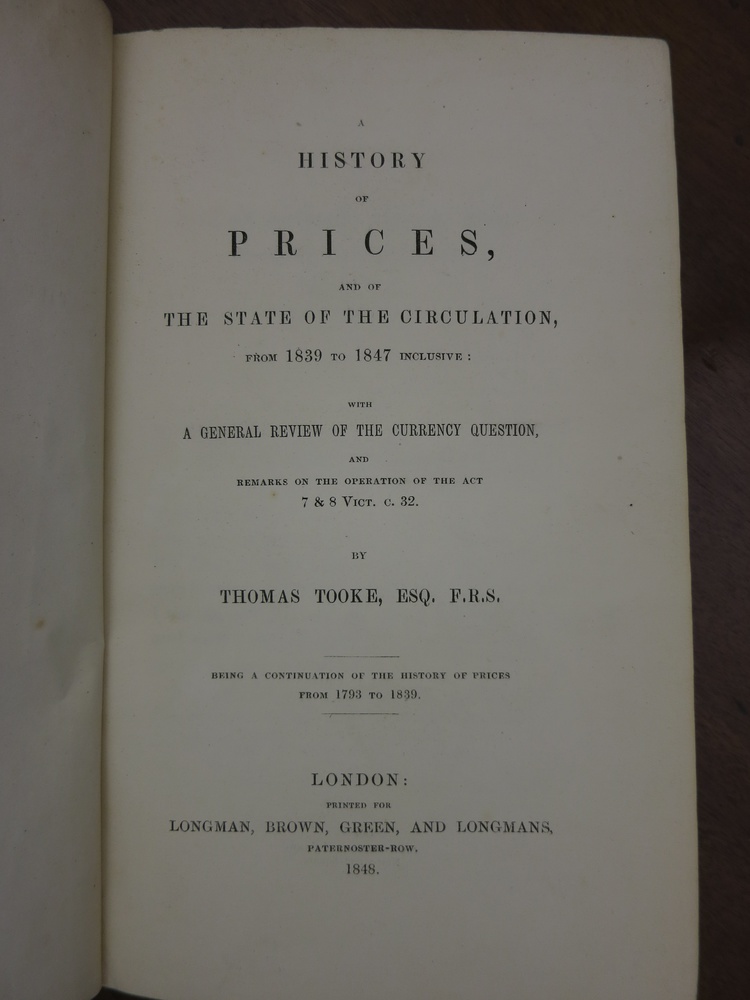 A
HISTORY
OF
PRICES,
AND OF
THE STATE OF THE CIRCULATION,
FROM 1839 TO 1847 INCLUSIVE:
WITH
A GENERAL REVIEW OF THE CURRENCY QUESTION,
AND
REMARKS ON THE OPERATION OF THE ACT
7 & 8 VICT. C. 32.
BY
THOMAS TOOKE, ESQ. F.R.S.
BEING A CONTINUATION OF THE HISTORY OF PRICES
FROM 1793 TO 1839.
LONDON:
PRINTED FOR
LONGMAN, BROWN, GREEN, AND LONGMANS,
PATERNOSTER-ROW.
1848.